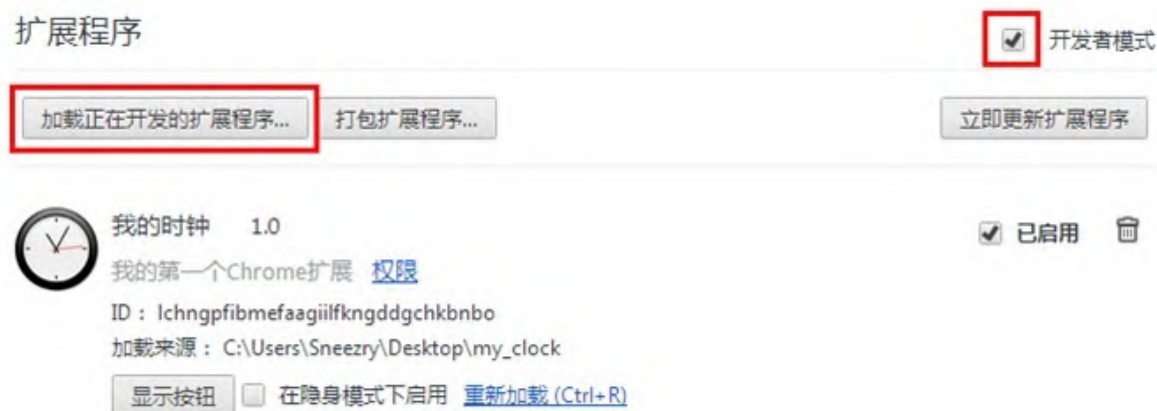 扩展程序 开发者模式
加载正在开发的扩展程序... 打包扩展程序... 立即更新扩展程序
我的时钟 1.0 已启用
我的第一个Chrome扩展 权限
ID： lchngpfibmefaagiilfkngddgchkbnbo
加载来源： C:\Users\Sneezry\Desktop\my_clock
显示按钮 在隐身模式下启用 重新加载 (Ctrl+R)